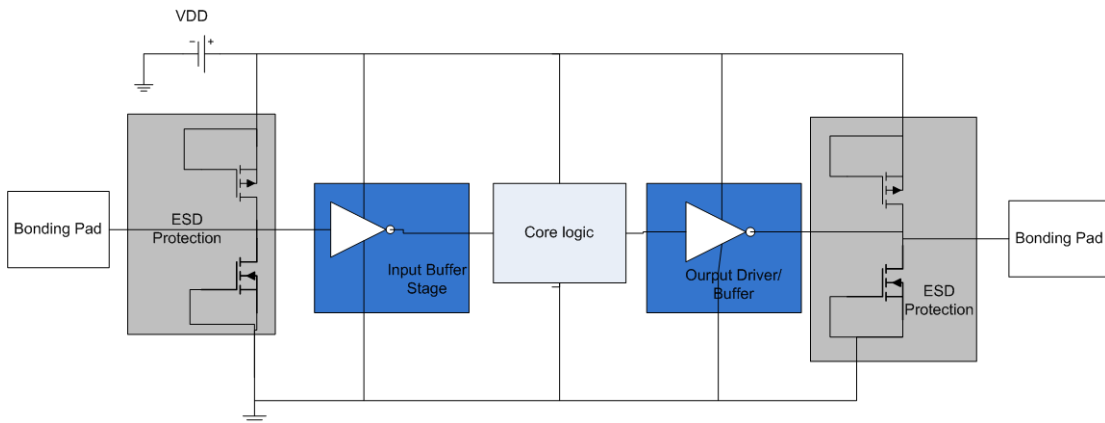 VDD
- +
Bonding Pad
ESD
Protection
Input Buffer
Stage
Core logic
Ourput Driver/
Buffer
ESD
Protection
Bonding Pad